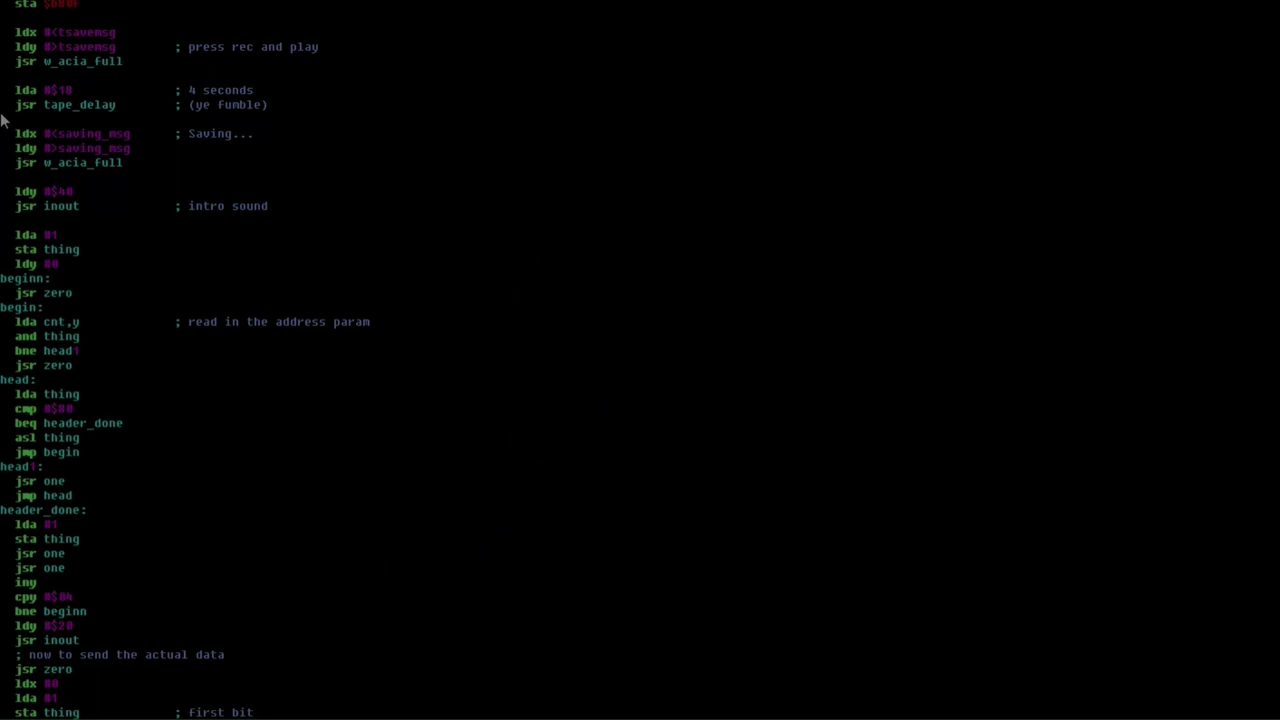 sta
ldx #<tsavemsg
ldy #>tsavemsg ; press rec and play
jsr w_acia_full
lda #$18 ; 4 seconds
jsr tape_delay ; (ye fumble)
ldx #<saving_msg ; Saving...
ldy #>saving_msg
jsr w_acia_full
ldy #$40
jsr inout ; intro sound
lda #1
sta thing
ldy #0
beginn:
jsr zero
begin:
lda cnt,y ; read in the address param
and thing
bne head1
jsr zero
head:
lda thing
cmp #$80
beq header_done
asl thing
jmp begin
head1:
jsr one
jmp head
header_done:
lda #1
sta thing
jsr one
jsr one
iny
cpy #$04
bne beginn
ldy #$20
jsr inout
; now to send the actual data
jsr zero
ldx #0
lda #1
sta thing ; first bit